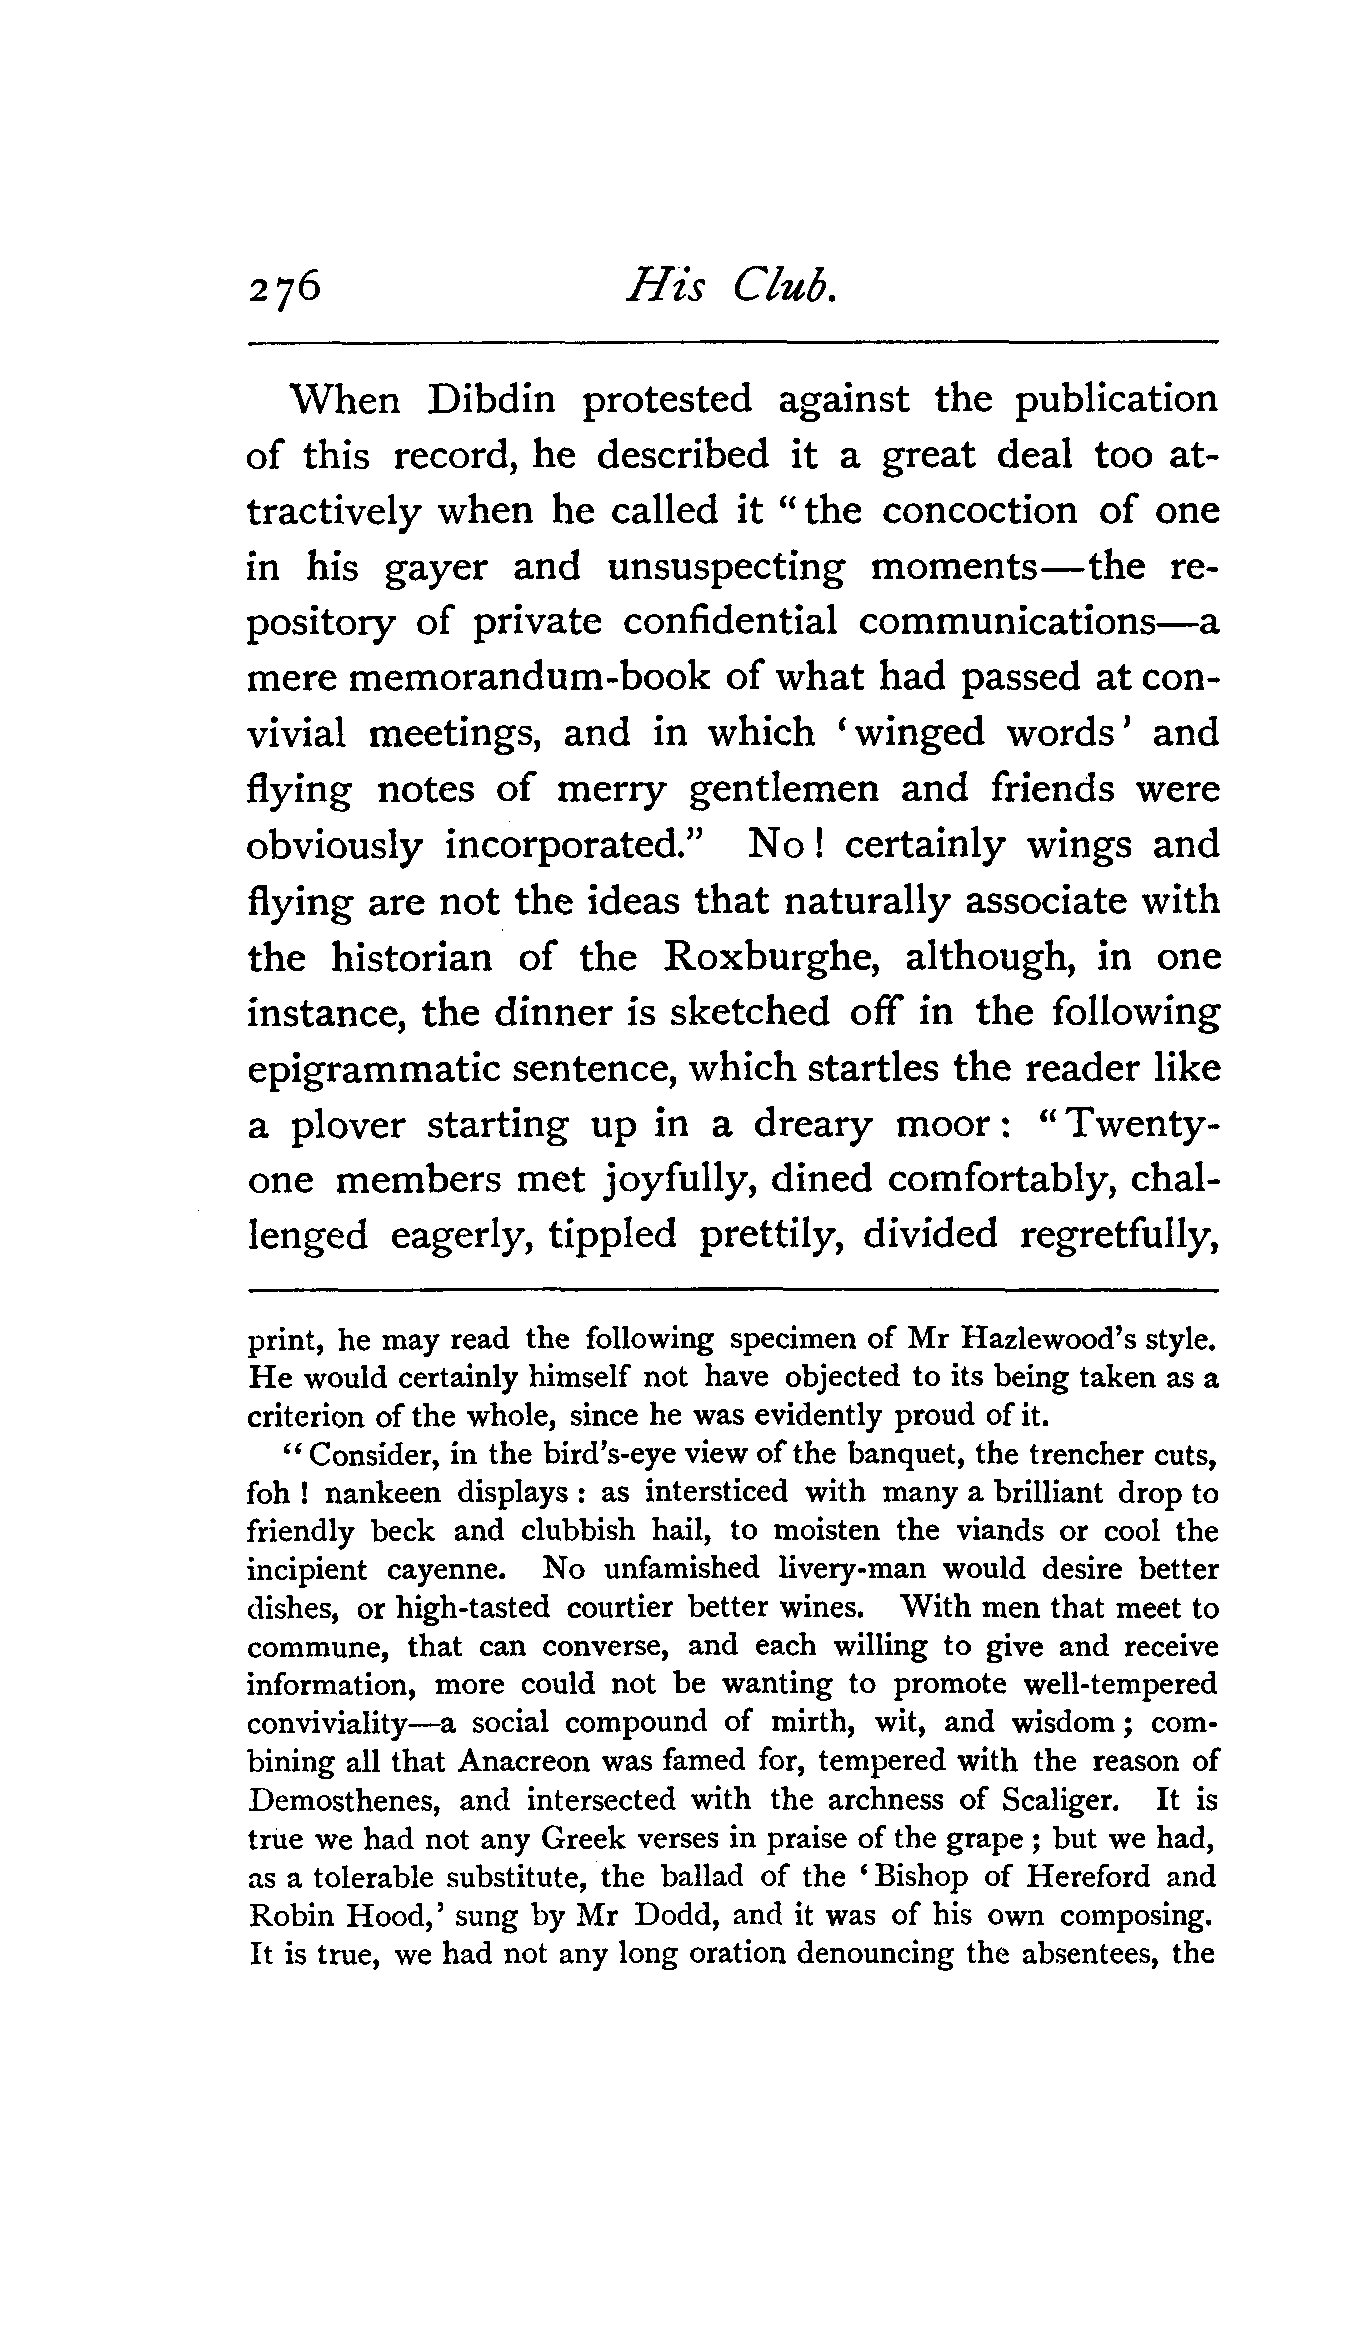 276 His Club.
When Dibdin protested against the publication
of this record, he described it a great deal too at-
tractively when he called it "the concoction of one
in his gayer and unsuspecting moments—the re-
pository of private confidential communications—a
mere memorandum-book of what had passed at con-
vivial meetings, and in which 'winged words' and
flying notes of merry gentlemen and friends were
obviously incorporated." No! certainly wings and
flying are not the ideas that naturally associate with
the historian of the Roxburghe, although, in one
instance, the dinner is sketched off in the following
epigrammatic sentence, which startles the reader like
a plover starting up in a dreary moor: "Twenty-
one members met joyfully, dined comfortably, chal-
lenged eagerly, tippled prettily, divided regretfully,
print, he may read the following specimen of Mr Hazlewood's style.
He would certainly himself not have objected to its being taken as a
criterion of the whole, since he was evidently proud of it.
"Consider, in the bird's-eye view of the banquet, the trencher cuts,
foh! nankeen displays: as intersticed with many a brilliant drop to
friendly beck and clubbish hail, to moisten the viands or cool the
incipient cayenne. No unfamished livery-man would desire better
dishes, or high-tasted courtier better wines. With men that meet to
commune, that can converse, and each willing to give and receive
information, more could not be wanting to promote well-tempered
conviviality—a social compound of mirth, wit, and wisdom; com-
bining all that Anacreon was famed for, tempered with the reason of
Demosthenes, and intersected with the archness of Scaliger. It is
true we had not any Greek verses in praise of the grape; but we had,
as a tolerable substitute, the ballad of the 'Bishop of Hereford and
Robin Hood,' sung by Mr Dodd, and it was of his own composing.
It is true, we had not any long oration denouncing the absentees, the